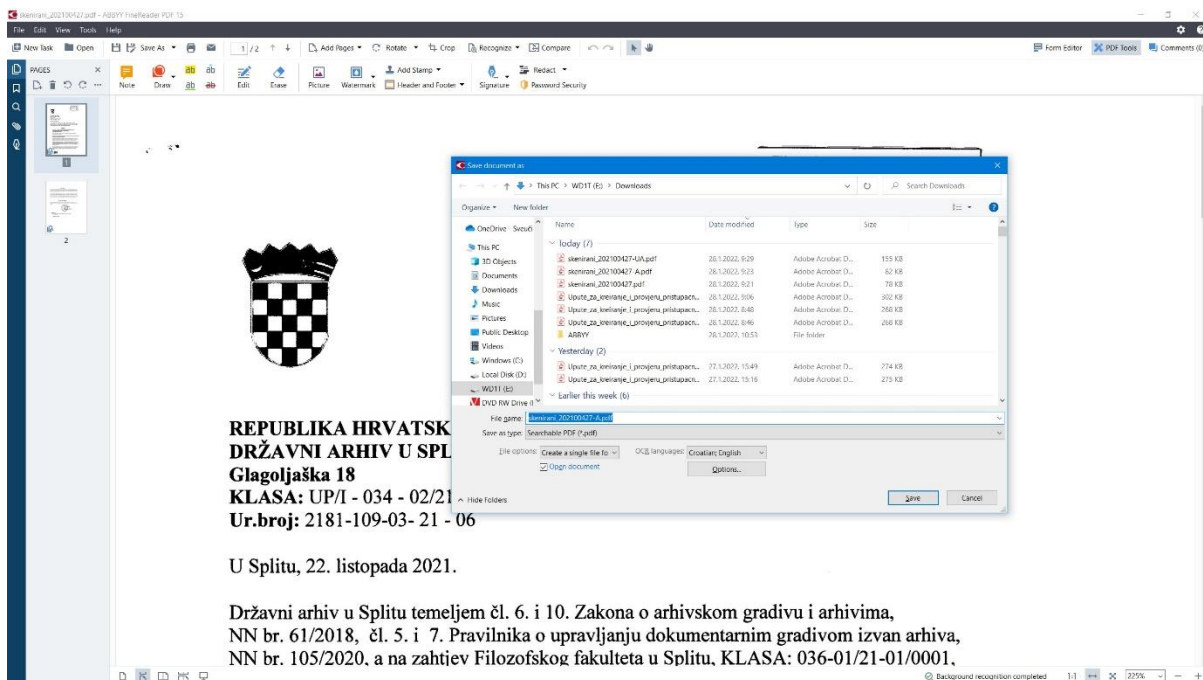 skenirani_202100427.pdf - ABBYY FineReader PDF 15
File Edit View Tools Help
New Task Open Save As 1 / 2 Add Pages Rotate Crop Recognize Compare Form Editor PDF Tools Comments (0)
PAGES
Note Draw ab ab ab ab Edit Erase Picture Watermark Add Stamp Header and Footer Signature Redact Password Security
1
2
Save document as
This PC > WD1T (E:) > Downloads Search Downloads
Organize New folder
OneDrive
This PC
3D Objects
Documents
Downloads
Music
Pictures
Public Desktop
Videos
Windows (C:)
Local Disk (D:)
WD1T (E:)
DVD RW Drive
Name Date modified Type Size
Today (7)
skenirani_202100427-UA.pdf 28.1.2022. 9:29 Adobe Acrobat D... 155 KB
skenirani_202100427-A.pdf 28.1.2022. 9:23 Adobe Acrobat D... 82 KB
skenirani_202100427.pdf 28.1.2022. 9:21 Adobe Acrobat D... 78 KB
Upute_za_kreiranje_i_provjeru_pristupacn... 28.1.2022. 9:06 Adobe Acrobat D... 302 KB
Upute_za_kreiranje_i_provjeru_pristupacn... 28.1.2022. 8:48 Adobe Acrobat D... 268 KB
Upute_za_kreiranje_i_provjeru_pristupacn... 28.1.2022. 8:46 Adobe Acrobat D... 268 KB
ABBYY 28.1.2022. 10:53 File folder
Yesterday (2)
Upute_za_kreiranje_i_provjeru_pristupacn... 27.1.2022. 15:49 Adobe Acrobat D... 274 KB
Upute_za_kreiranje_i_provjeru_pristupacn... 27.1.2022. 15:16 Adobe Acrobat D... 275 KB
Earlier this week (6)
File name: skenirani_202100427-A.pdf
Save as type: Searchable PDF (*.pdf)
File options: Create a single file fo OCR languages: Croatian; English
Open document Options...
Hide Folders Save Cancel
REPUBLIKA HRVATSK
DRŽAVNI ARHIV U SPL
Glagoljaška 18
KLASA: UP/I - 034 - 02/21
Ur.broj: 2181-109-03- 21 - 06
U Splitu, 22. listopada 2021.
Državni arhiv u Splitu temeljem čl. 6. i 10. Zakona o arhivskom gradivu i arhivima,
NN br. 61/2018, čl. 5. i 7. Pravilnika o upravljanju dokumentarnim gradivom izvan arhiva,
NN br. 105/2020, a na zahtjev Filozofskog fakulteta u Splitu, KLASA: 036-01/21-01/0001,
Background recognition completed 1:1 225%